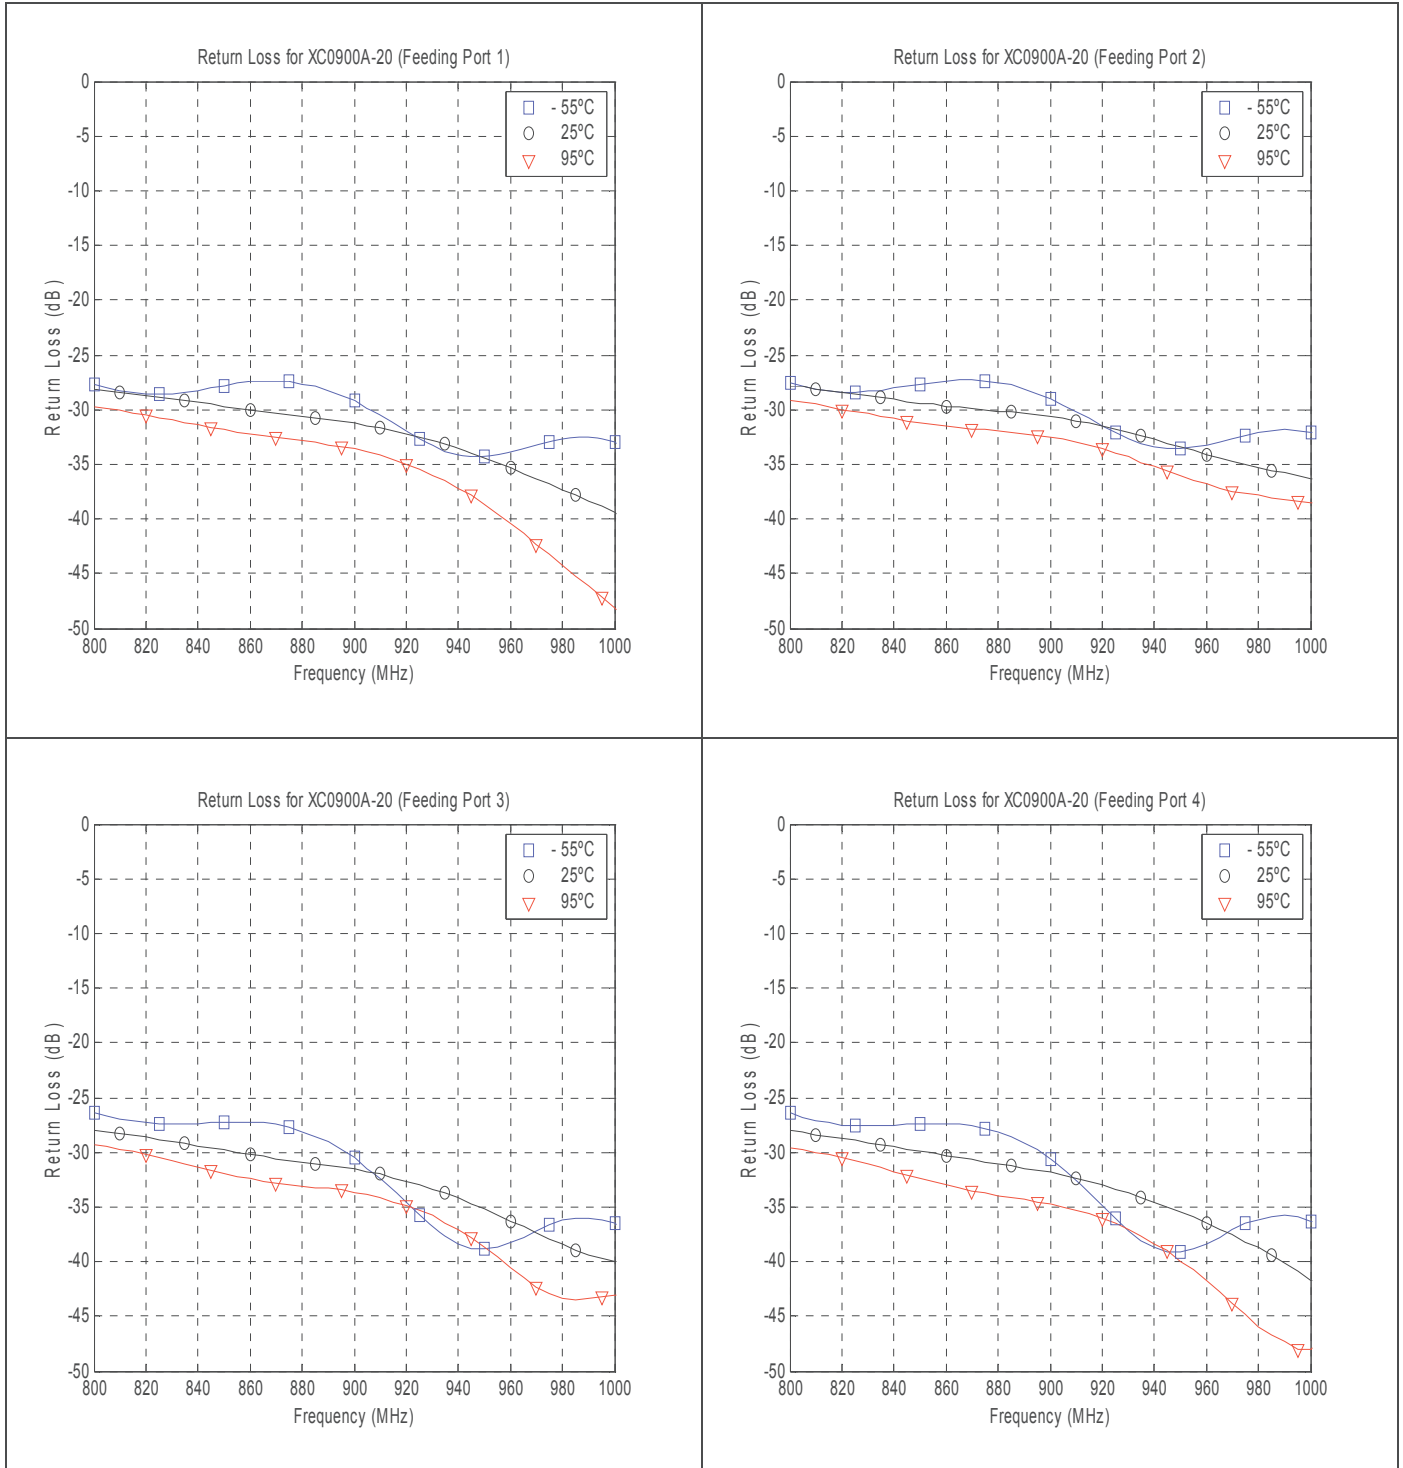 Return Loss for XC0900A-20 (Feeding Port 1)
0
-5
-10
-15
-20
-25
-30
-35
-40
-45
-50
Return Loss (dB)
- 55ºC
25ºC
95ºC
800 820 840 860 880 900 920 940 960 980 1000
Frequency (MHz)
Return Loss for XC0900A-20 (Feeding Port 2)
0
-5
-10
-15
-20
-25
-30
-35
-40
-45
-50
Return Loss (dB)
- 55ºC
25ºC
95ºC
800 820 840 860 880 900 920 940 960 980 1000
Frequency (MHz)
Return Loss for XC0900A-20 (Feeding Port 3)
0
-5
-10
-15
-20
-25
-30
-35
-40
-45
-50
Return Loss (dB)
- 55ºC
25ºC
95ºC
800 820 840 860 880 900 920 940 960 980 1000
Frequency (MHz)
Return Loss for XC0900A-20 (Feeding Port 4)
0
-5
-10
-15
-20
-25
-30
-35
-40
-45
-50
Return Loss (dB)
- 55ºC
25ºC
95ºC
800 820 840 860 880 900 920 940 960 980 1000
Frequency (MHz)